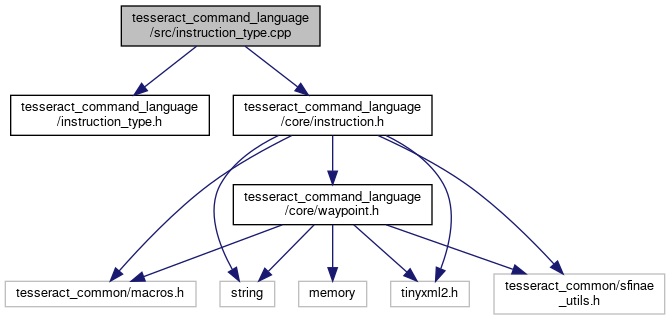 tesseract_command_language
/src/instruction_type.cpp
tesseract_command_language
/instruction_type.h
tesseract_command_language
/core/instruction.h
tesseract_command_language
/core/waypoint.h
tesseract_common/macros.h
string
memory
tinyxml2.h
tesseract_common/sfinae
_utils.h